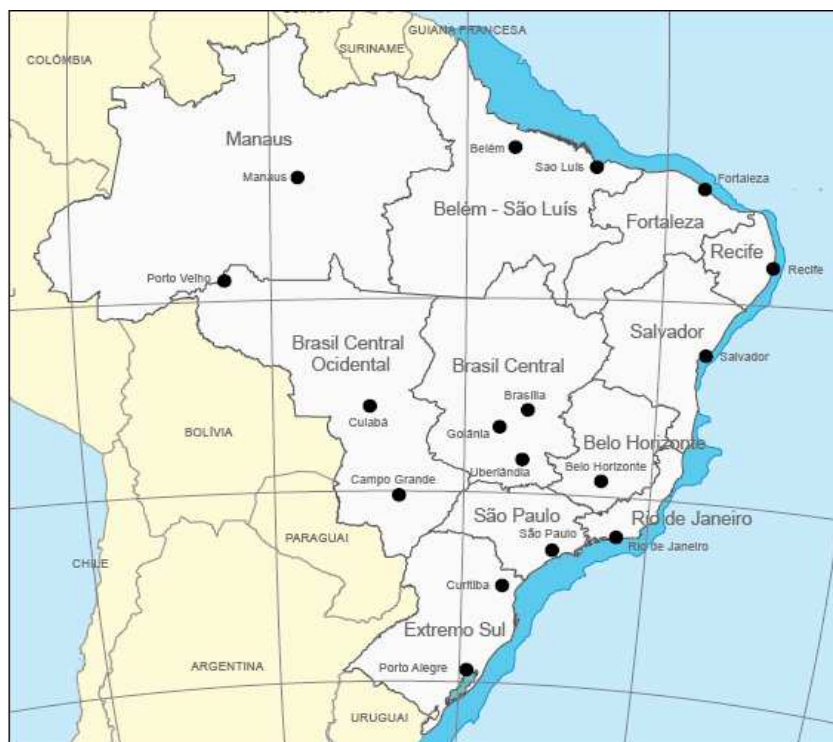 GUIANA FRANCESA
SURINAME
COLÔMBIA
Manaus
Manaus
Belém
Sao Luís
Belém - São Luís
Fortaleza
Fortaleza
Recife
Recife
Porto Velho
Brasil Central
Ocidental
Brasil Central
Salvador
Salvador
Brasília
Cuiabá
Goiânia
BOLÍVIA
Belo Horizonte
Uberlândia
Belo Horizonte
Campo Grande
São Paulo
Rio de Janeiro
São Paulo
Rio de Janeiro
PARAGUAI
CHILE
Curitiba
Extremo Sul
ARGENTINA
Porto Alegre
URUGUAI